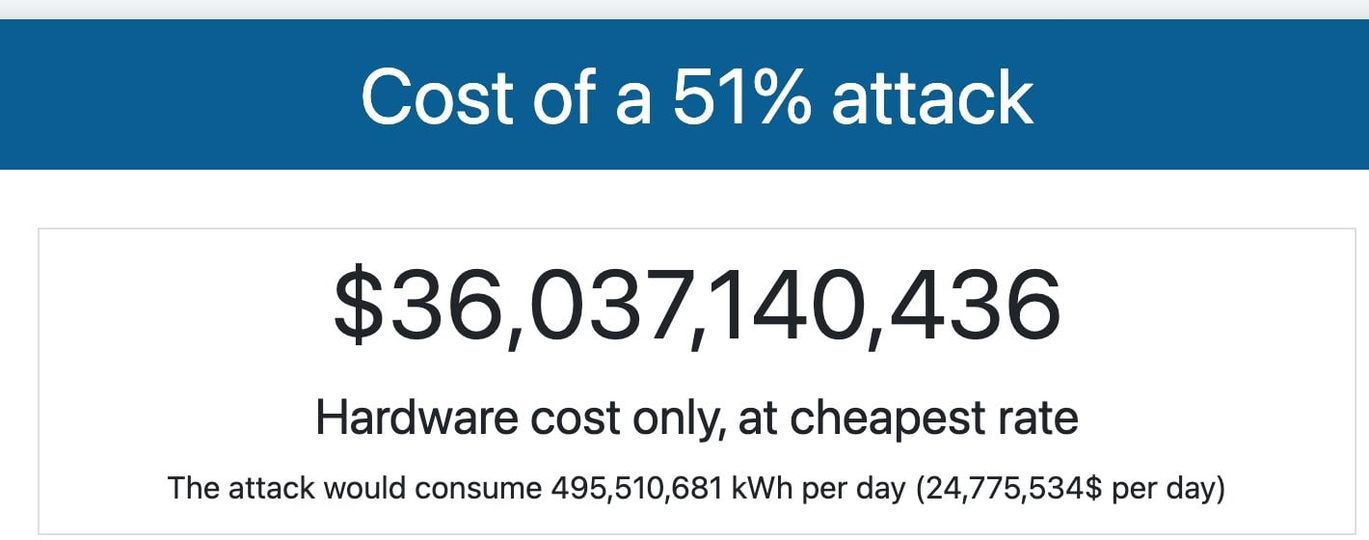 Cost of a 51% attack
$36,037,140,436
Hardware cost only, at cheapest rate
The attack would consume 495,510,681 kWh per day (24,775,534$ per day)